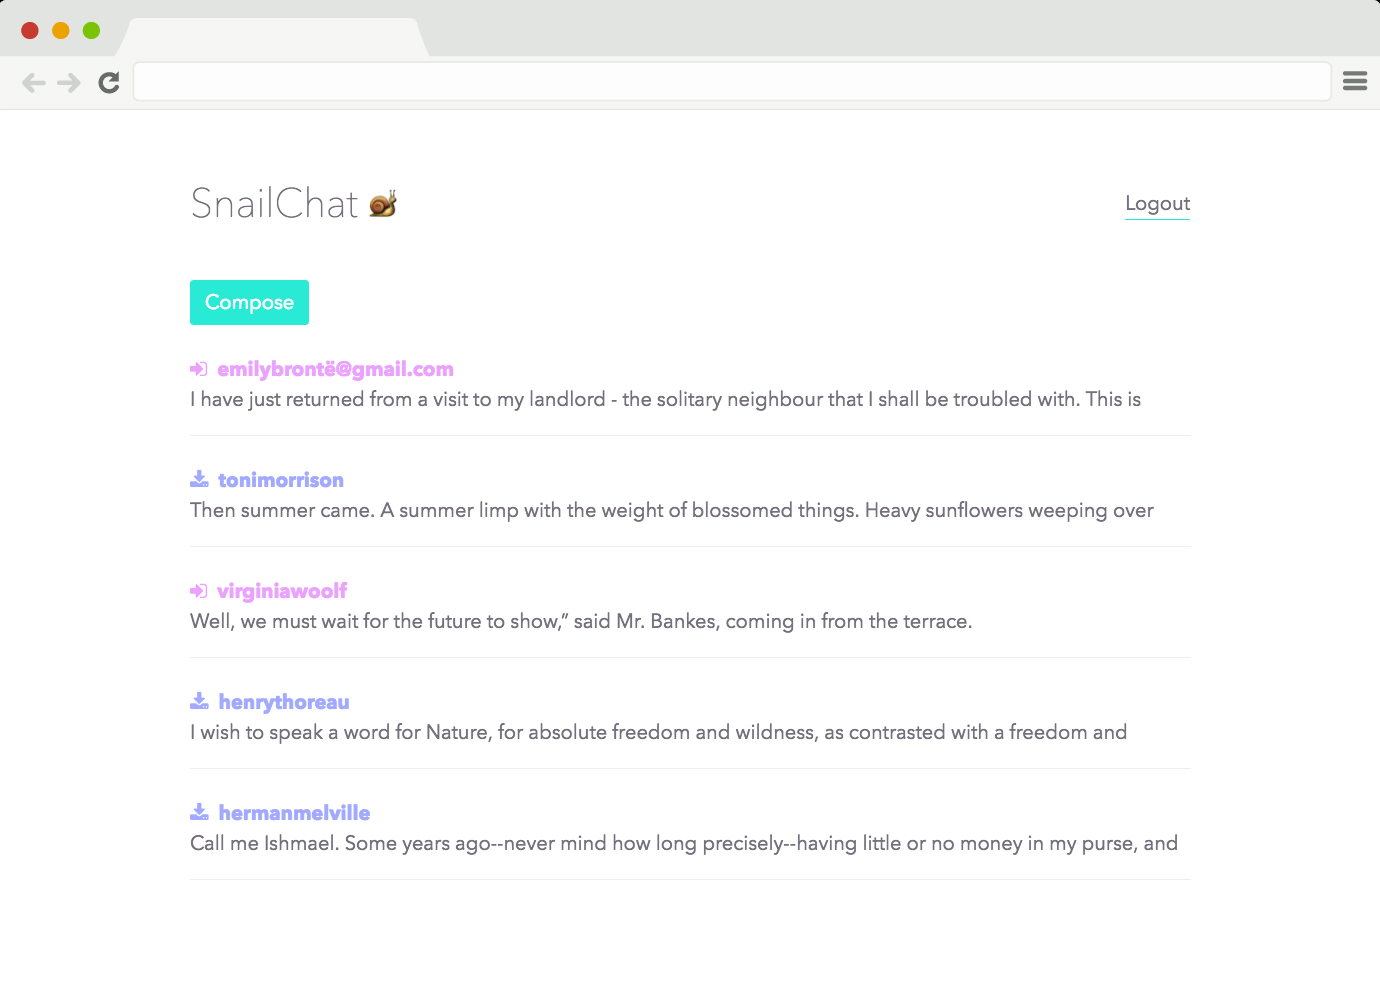 SnailChat
Logout
Compose
emilybrontë@gmail.com
I have just returned from a visit to my landlord - the solitary neighbour that I shall be troubled with. This is
tonimorrison
Then summer came. A summer limp with the weight of blossomed things. Heavy sunflowers weeping over
virginiawoolf
Well, we must wait for the future to show,” said Mr. Bankes, coming in from the terrace.
henrythoreau
I wish to speak a word for Nature, for absolute freedom and wildness, as contrasted with a freedom and
hermanmelville
Call me Ishmael. Some years ago--never mind how long precisely--having little or no money in my purse, and